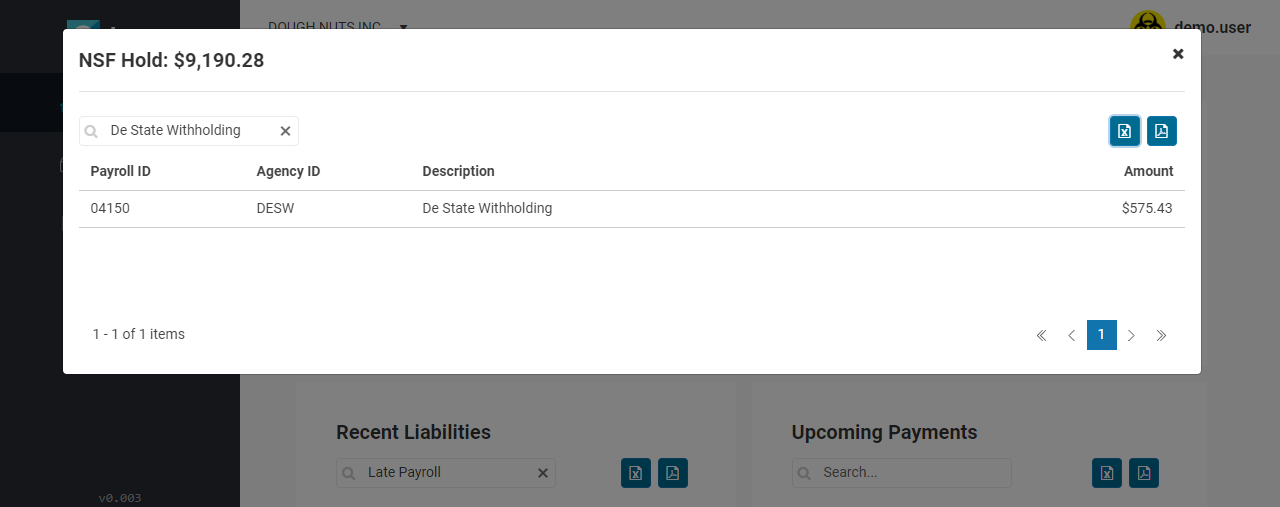 DOUGH NUTS INC
demo.user
NSF Hold: $9,190.28
De State Withholding
Payroll ID Agency ID Description Amount
04150 DESW De State Withholding $575.43
1 - 1 of 1 items
1
Recent Liabilities Upcoming Payments
Late Payroll Search...
v0.003